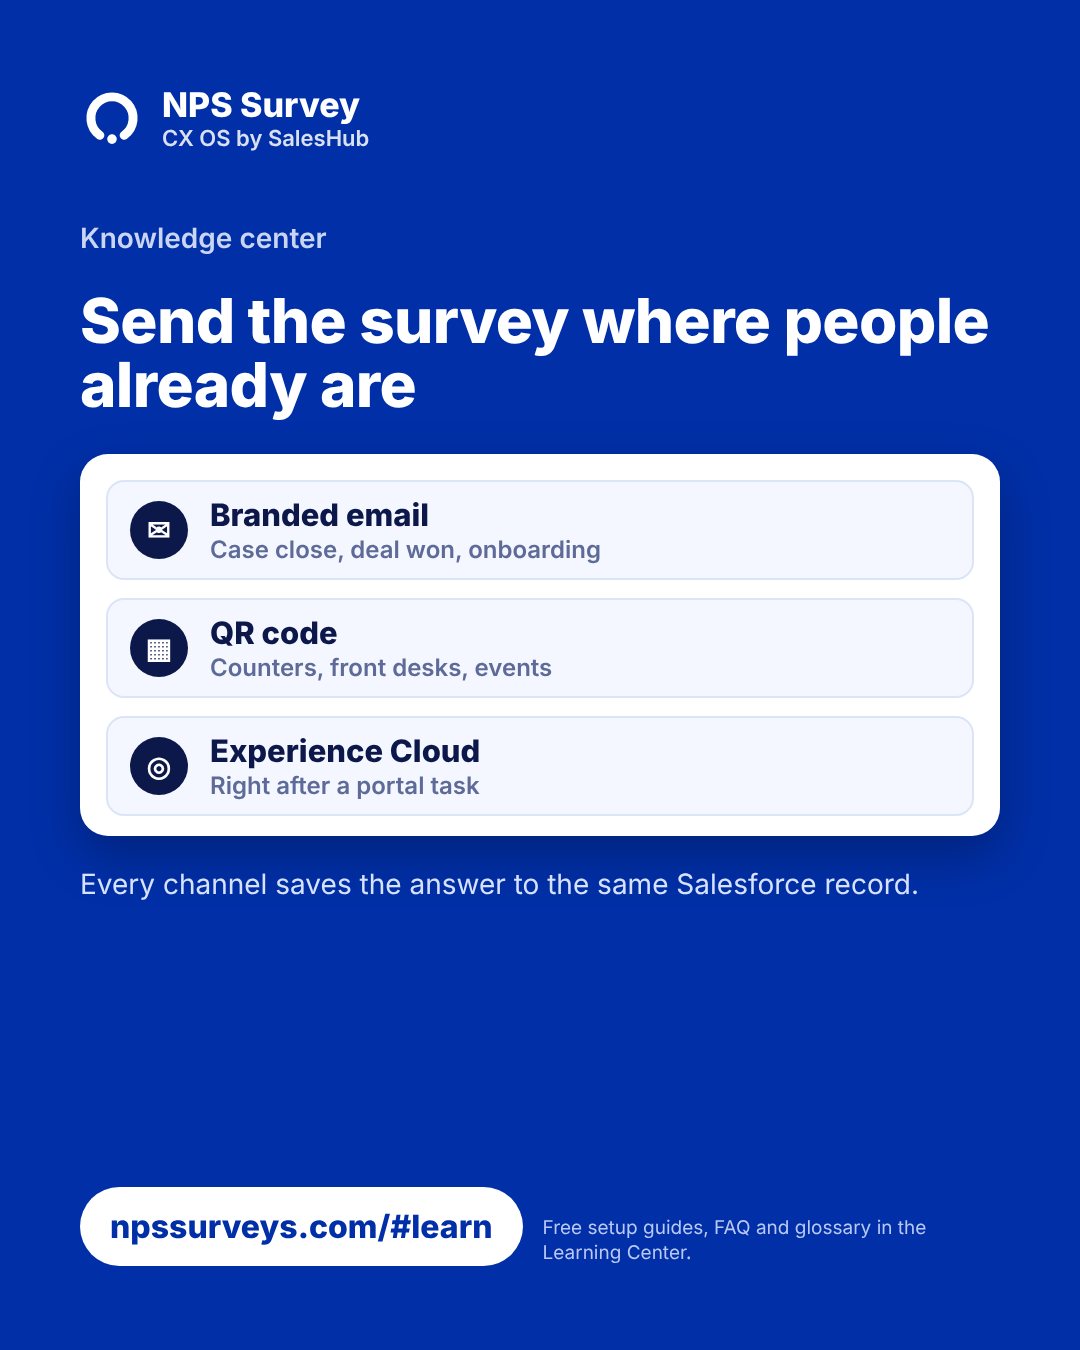 NPS Survey
CX OS by SalesHub
Knowledge center
Send the survey where people
already are
Branded email
Case close, deal won, onboarding
QR code
Counters, front desks, events
Experience Cloud
Right after a portal task
Every channel saves the answer to the same Salesforce record.
npssurveys.com/#learn
Free setup guides, FAQ and glossary in the
Learning Center.